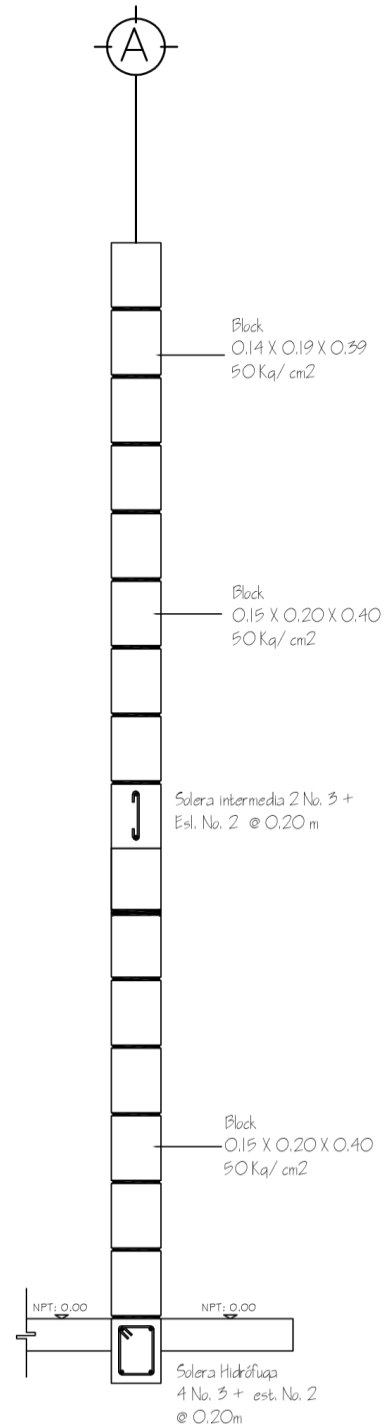 A
Block
0.14 X 0.19 X 0.39
50 Kg/ cm2
Block
0.15 X 0.20 X 0.40
50 Kg/ cm2
Solera intermedia 2 No. 3 +
Esl. No. 2 @ 0.20 m
Block
0.15 X 0.20 X 0.40
50 Kg/ cm2
NPT: 0.00
NPT: 0.00
Solera Hidrófuga
4 No. 3 + est. No. 2
@ 0.20m